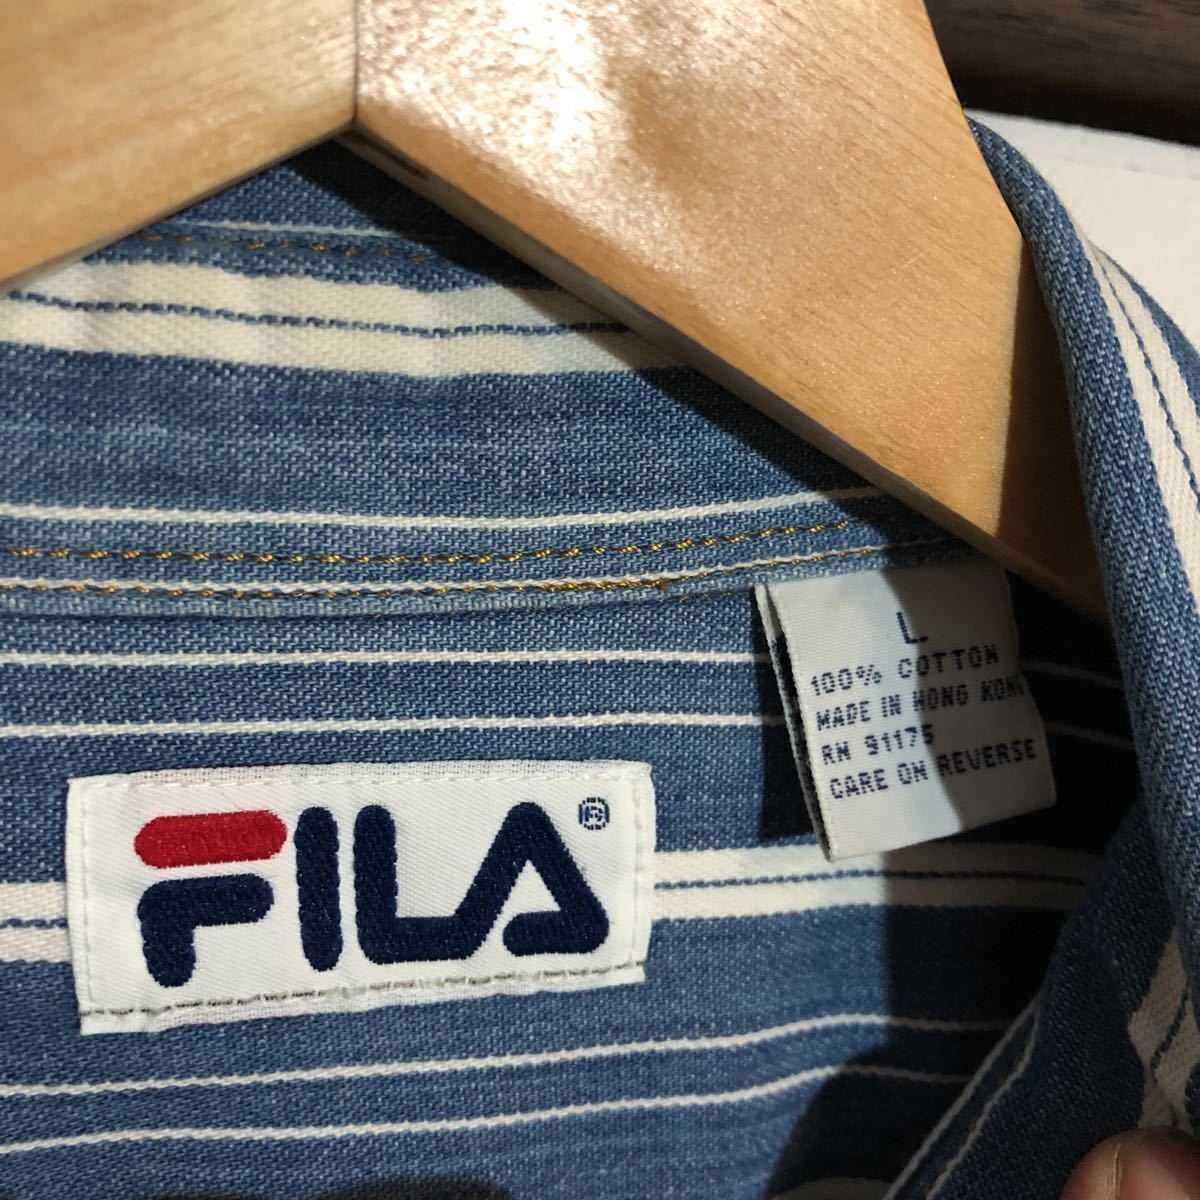 FILA®
L
100% COTTON
MADE IN HONG KONG
RN 91175
CARE ON REVERSE